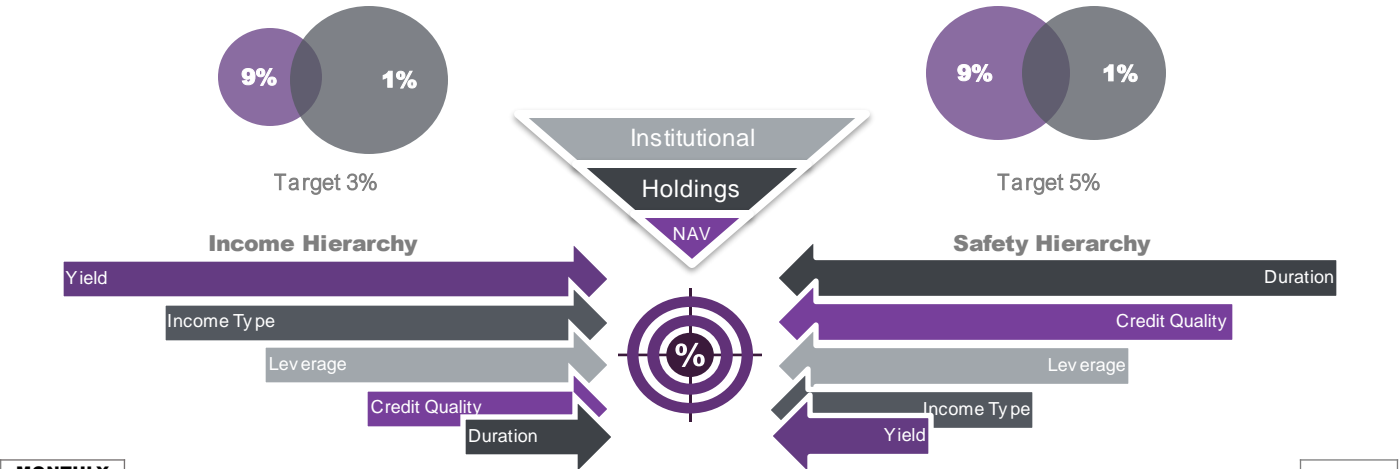 9%
1%
9%
1%
Target 3%
Target 5%
Institutional
Holdings
NAV
Income Hierarchy
Safety Hierarchy
Yield
Duration
Income Type
Credit Quality
Leverage
Leverage
Credit Quality
Income Type
Duration
Yield
%
MONTHLY